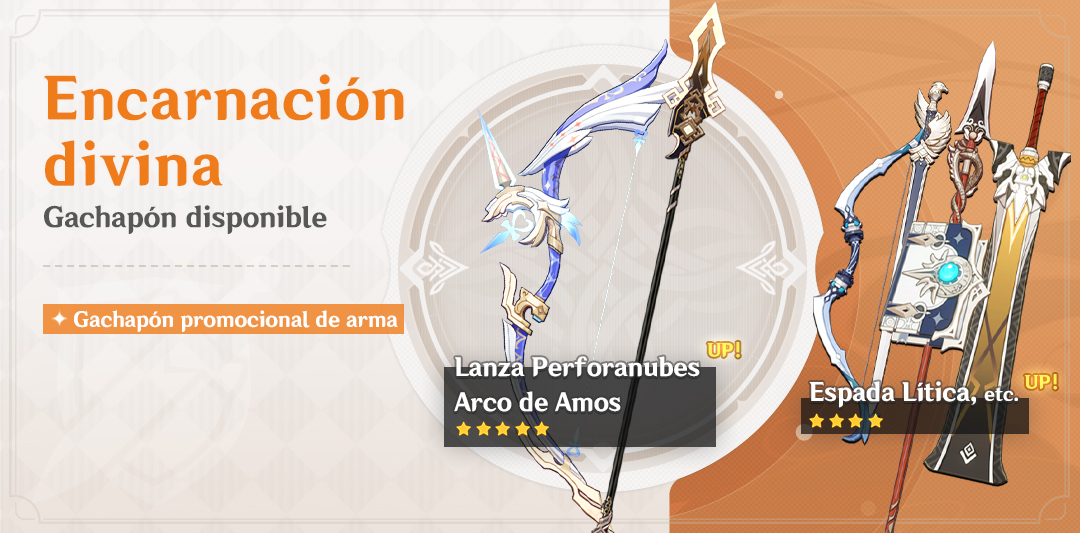 Encarnación
divina
Gachapón disponible
Gachapón promocional de arma
Lanza Perforanubes
UP!
Arco de Amos
Espada Lítica, etc.
UP!